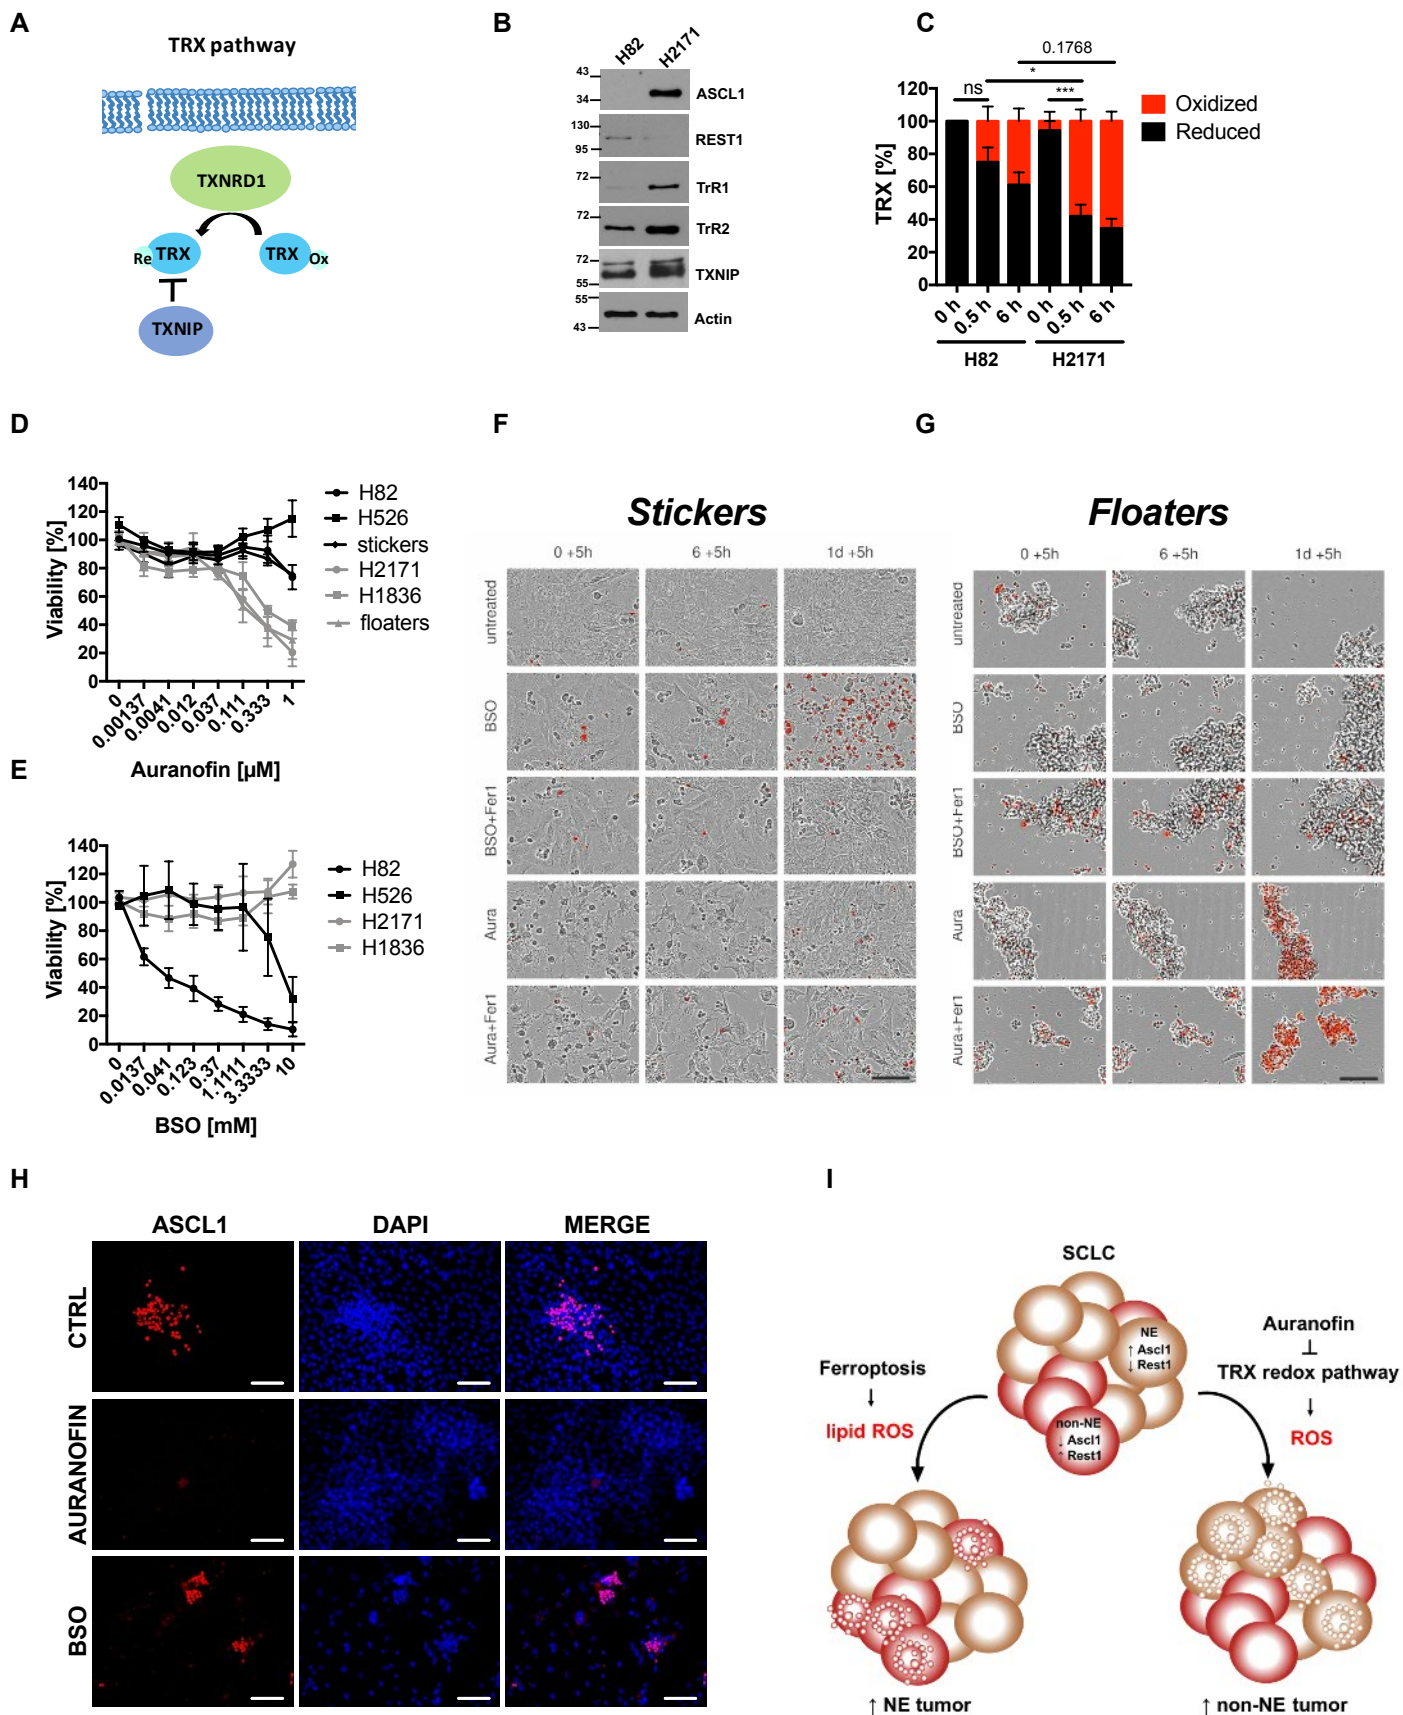 A
TRX pathway
TXNRD1
Re TRX
TRX Ox
TXNIP
B
H82
H2171
43
34
ASCL1
130
95
REST1
72
TrR1
72
TrR2
72
55
TXNIP
55
43
Actin
C
0.1768
*
ns
***
Oxidized
Reduced
TRX [%]
120
100
80
60
40
20
0
0 h
0.5 h
6 h
0 h
0.5 h
6 h
H82
H2171
D
Viability [%]
140
120
100
80
60
40
20
0
0
0.00137
0.0041
0.012
0.037
0.111
0.333
1
Auranofin [µM]
H82
H526
stickers
H2171
H1836
floaters
E
Viability [%]
140
120
100
80
60
40
20
0
0
0.0137
0.041
0.123
0.37
1.1111
3.3333
10
BSO [mM]
H82
H526
H2171
H1836
F
Stickers
0 +5h
6 +5h
1d +5h
untreated
BSO
BSO+Fer1
Aura
Aura+Fer1
G
Floaters
0 +5h
6 +5h
1d +5h
untreated
BSO
BSO+Fer1
Aura
Aura+Fer1
H
ASCL1
DAPI
MERGE
CTRL
AURANOFIN
BSO
I
SCLC
NE
↑ Ascl1
↓ Rest1
non-NE
↓ Ascl1
↑ Rest1
Ferroptosis
↓
lipid ROS
Auranofin
⊥
TRX redox pathway
↓
ROS
↑ NE tumor
↑ non-NE tumor